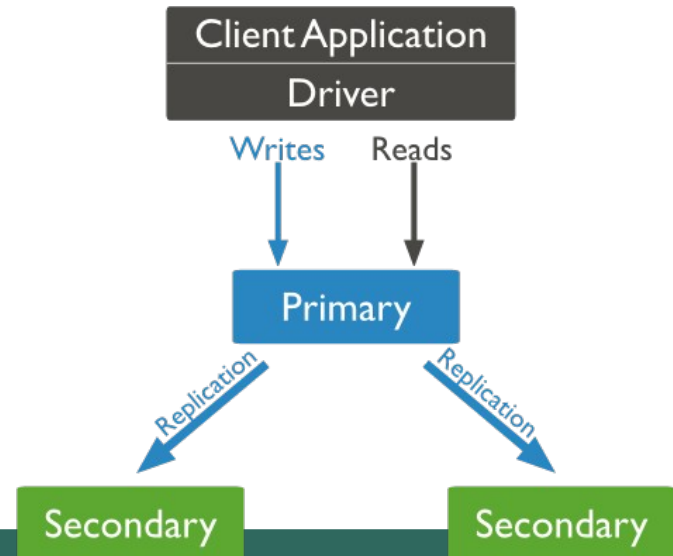 Client Application
Driver
Writes Reads
Primary
Replication Replication
Secondary Secondary